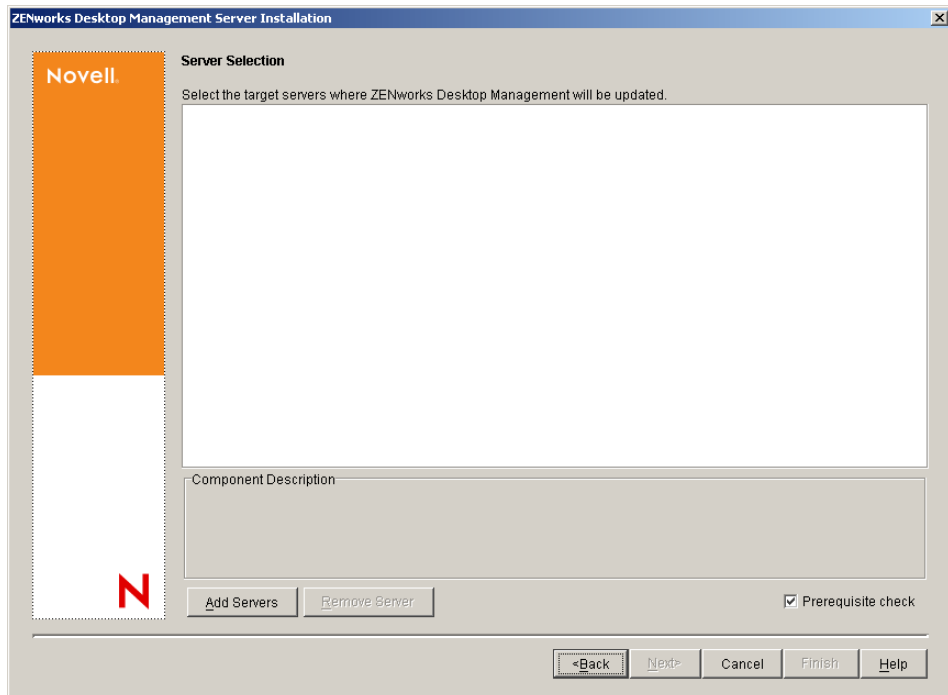 ZENworks Desktop Management Server Installation
Novell.
Server Selection
Select the target servers where ZENworks Desktop Management will be updated.
Component Description
N
Add Servers
Remove Server
Prerequisite check
<Back
Next>
Cancel
Finish
Help